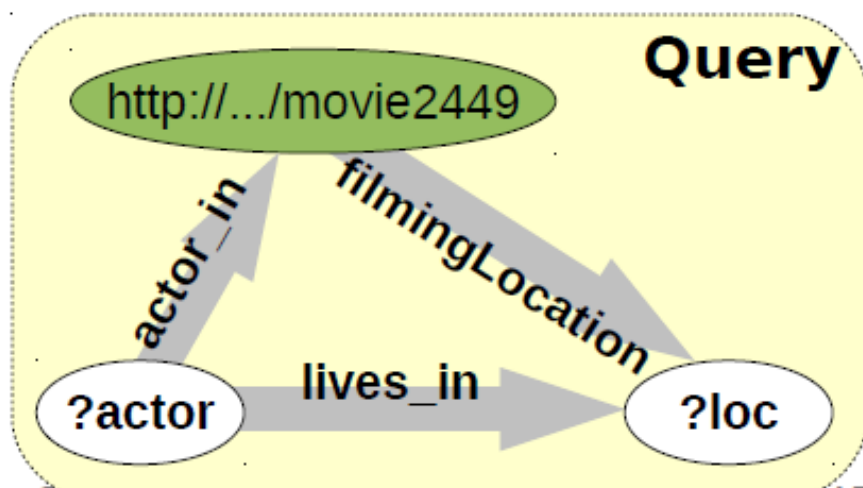 Query
http://.../movie2449
actor_in
filmingLocation
lives_in
?actor
?loc